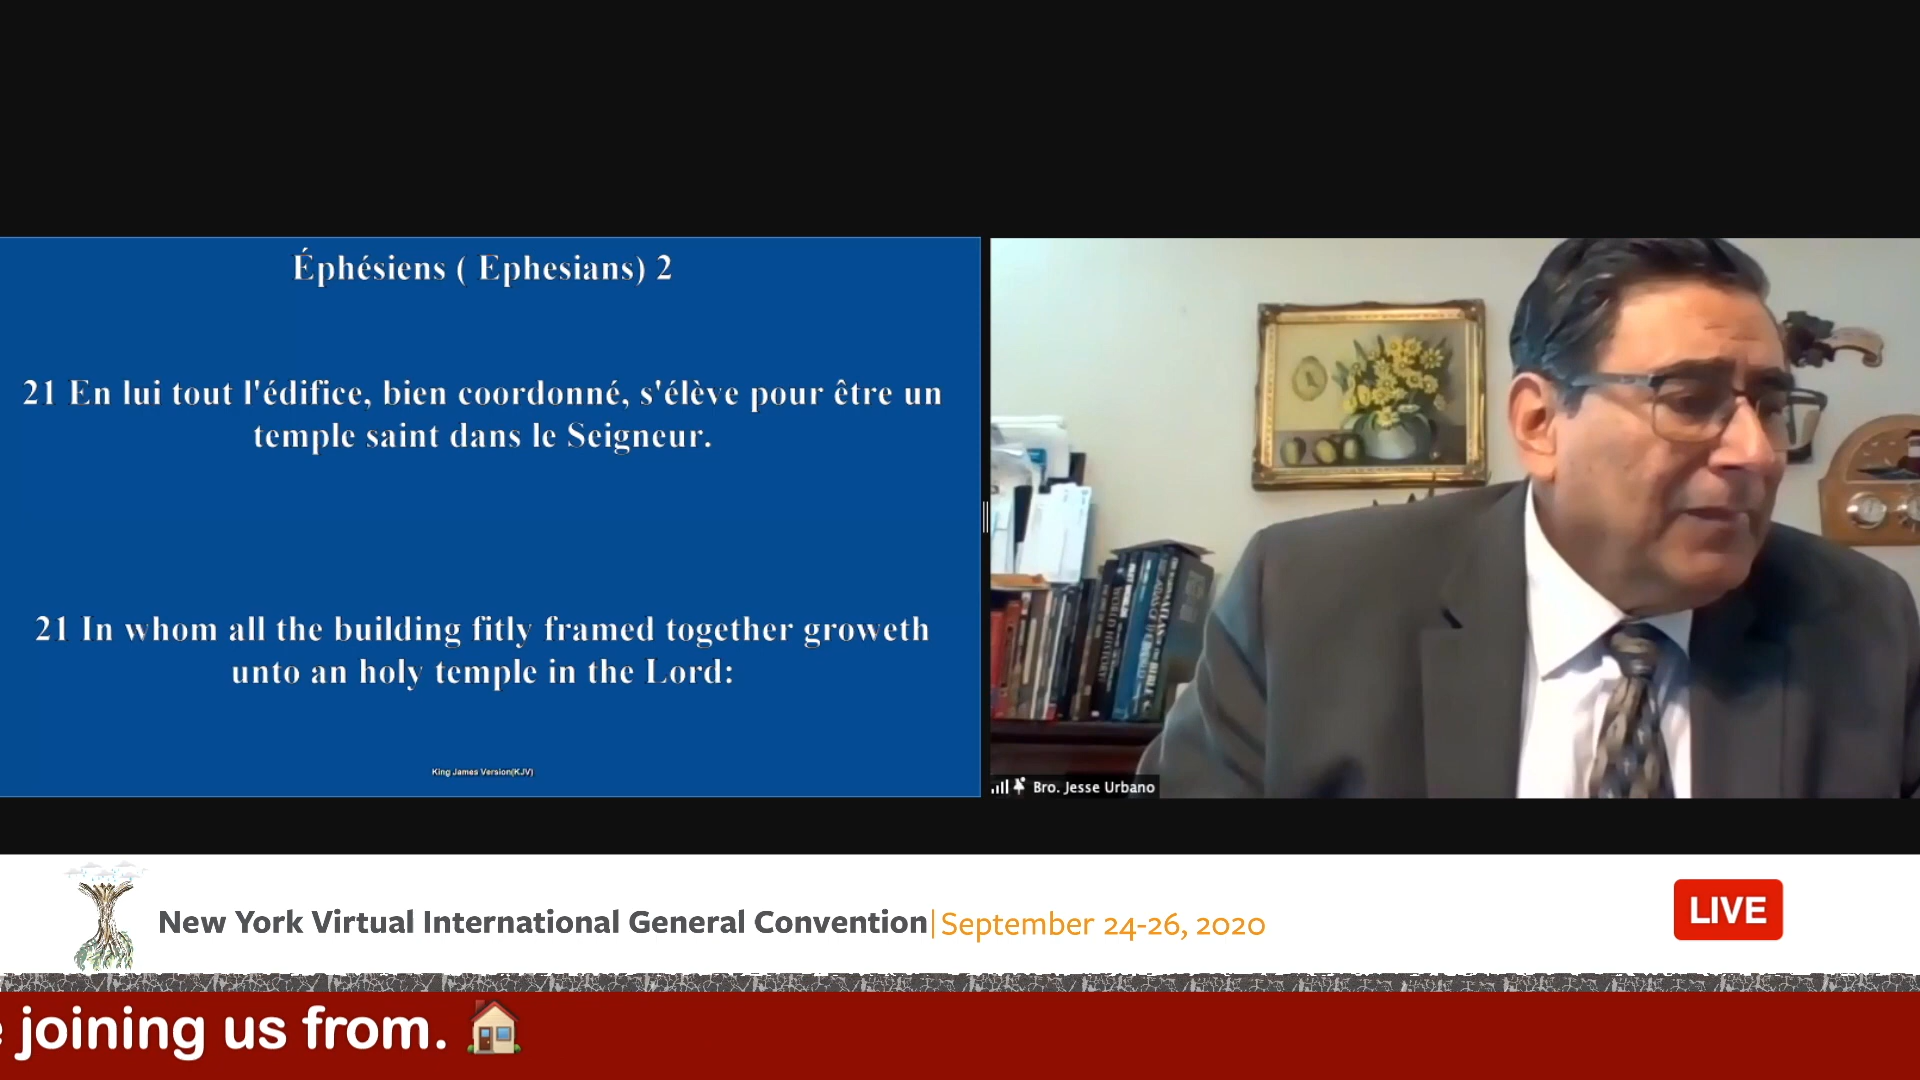 Éphésiens ( Ephesians) 2
21 En lui tout l'édifice, bien coordonné, s'élève pour être un
temple saint dans le Seigneur.
21 In whom all the building fitly framed together groweth
unto an holy temple in the Lord:
King James Version(KJV)
Bro. Jesse Urbano
New York Virtual International General Convention| September 24-26, 2020
LIVE
joining us from. 🏠